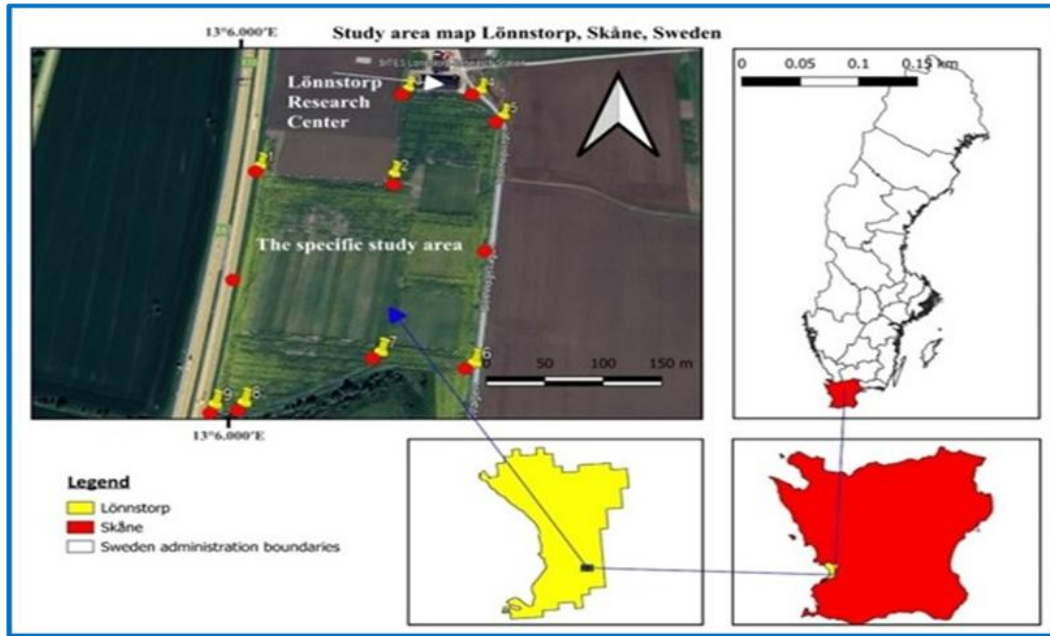 13°6.000'E
Study area map Lönnstorp, Skåne, Sweden
Lönnstorp
Research
Center
3
4
5
1
2
The specific study area
7
6
0 50 100 150 m
9
8
13°6.000'E
0 0.05 0.1 0.15 km
Legend
Lönnstorp
Skåne
Sweden administration boundaries